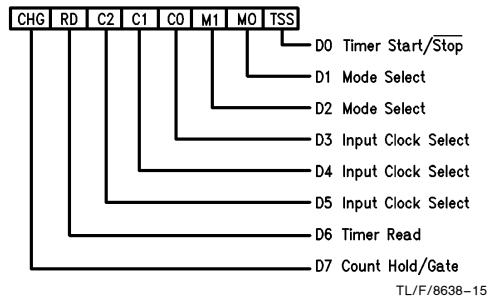 CHG RD C2 C1 C0 M1 M0 TSS
D0 Timer Start/Stop
D1 Mode Select
D2 Mode Select
D3 Input Clock Select
D4 Input Clock Select
D5 Input Clock Select
D6 Timer Read
D7 Count Hold/Gate
TL/F/8638–15